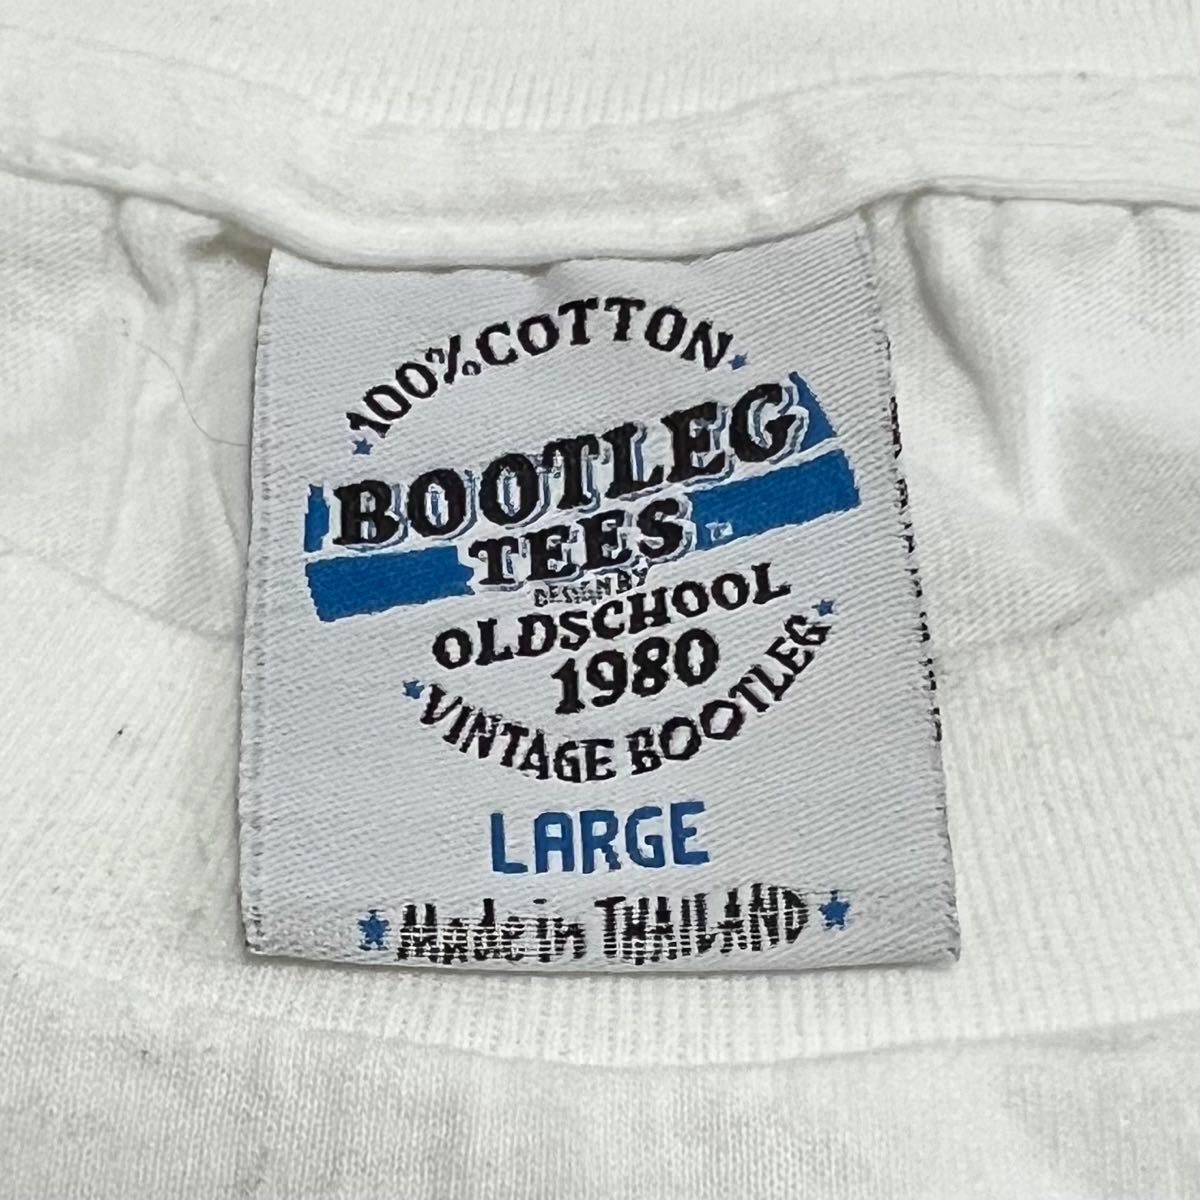 100% COTTON
BOOTLEG
TEES
DESIGN BY
OLDSCHOOL
1980
VINTAGE BOOTLEG
LARGE
Made in THAILAND